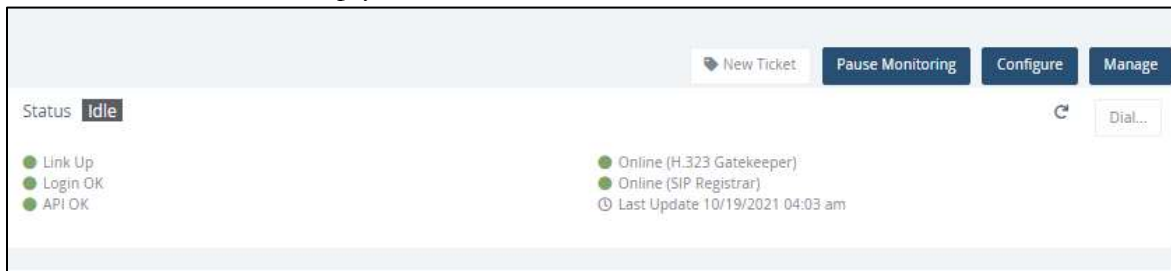 New Ticket Pause Monitoring Configure Manage
Status Idle
Dial...
Link Up
Login OK
API OK
Online (H.323 Gatekeeper)
Online (SIP Registrar)
Last Update 10/19/2021 04:03 am